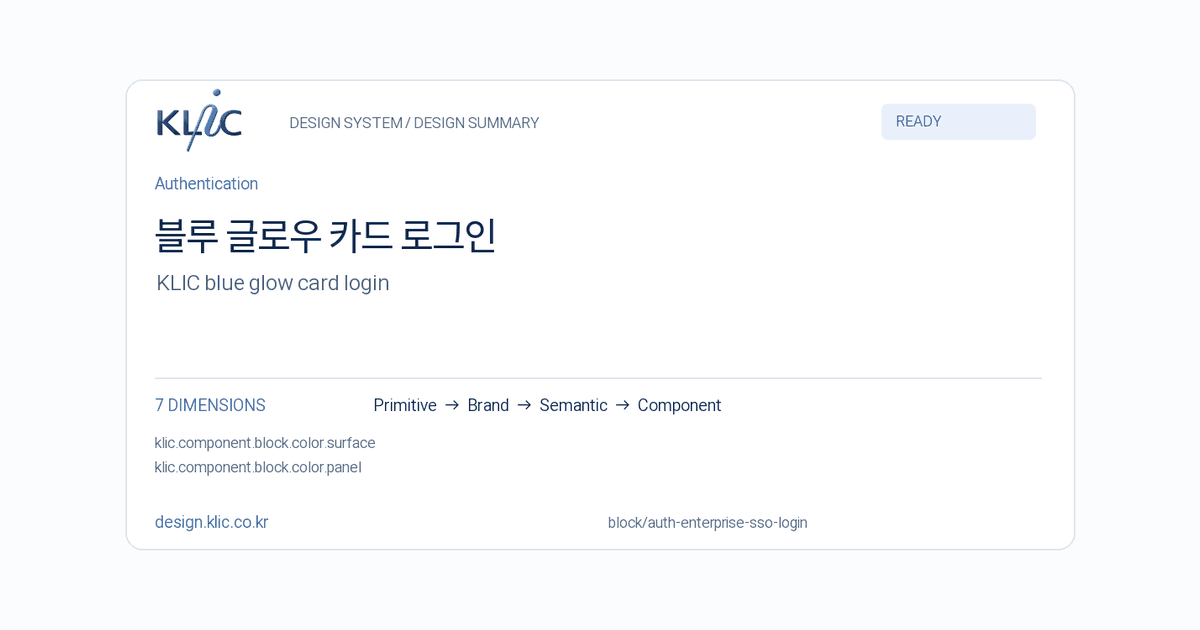 KLiC
DESIGN SYSTEM / DESIGN SUMMARY
READY
Authentication
블루 글로우 카드 로그인
KLIC blue glow card login
7 DIMENSIONS
Primitive → Brand → Semantic → Component
klic.component.block.color.surface
klic.component.block.color.panel
design.klic.co.kr
block/auth-enterprise-sso-login